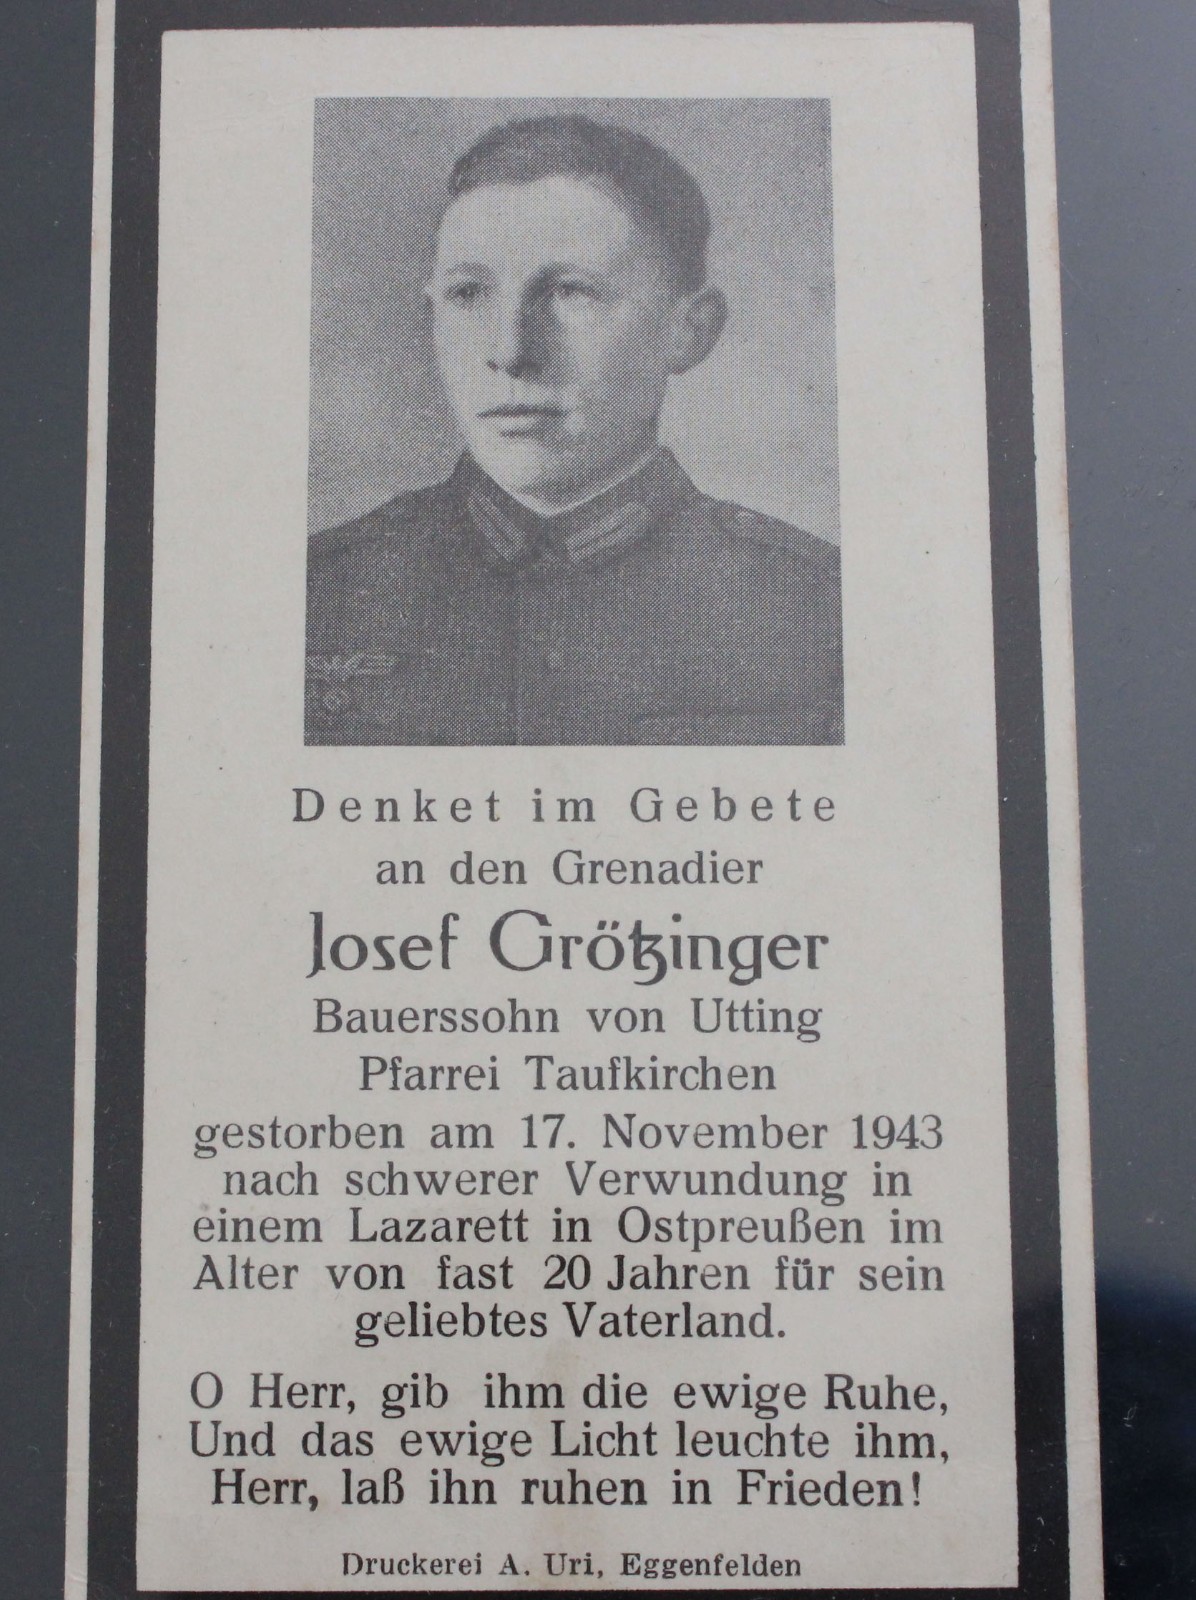 Denket im Gebete
an den Grenadier
Josef Grötzinger
Bauerssohn von Utting
Pfarrei Taufkirchen
gestorben am 17. November 1943
nach schwerer Verwundung in
einem Lazarett in Ostpreußen im
Alter von fast 20 Jahren für sein
geliebtes Vaterland.
O Herr, gib ihm die ewige Ruhe,
Und das ewige Licht leuchte ihm,
Herr, laß ihn ruhen in Frieden!
Druckerei A. Uri, Eggenfelden